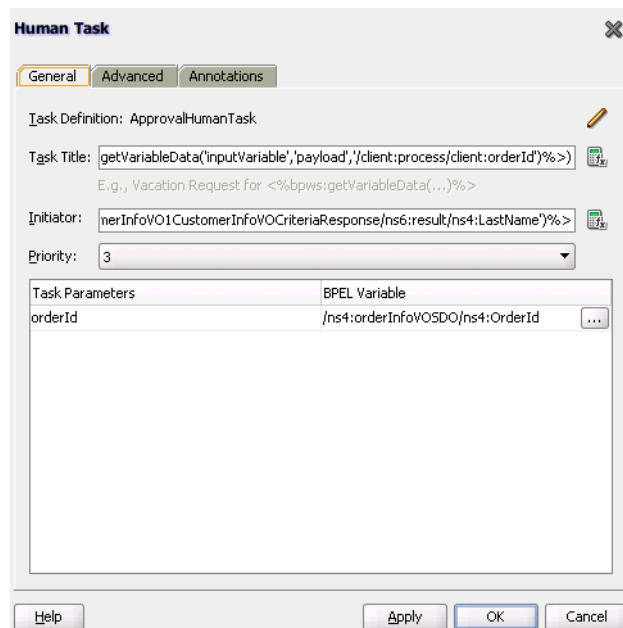 Human Task
General Advanced Annotations
Task Definition: ApprovalHumanTask
Task Title: getVariableData('inputVariable','payload','/client:process/client:orderId')%>)
E.g., Vacation Request for <%bpws:getVariableData(...)%>
Initiator: nerInfoVO1CustomerInfoVOCriteriaResponse/ns6:result/ns4:LastName')%>
Priority: 3
Task Parameters BPEL Variable
orderId /ns4:orderInfoVOSDO/ns4:OrderId ...
Help Apply OK Cancel